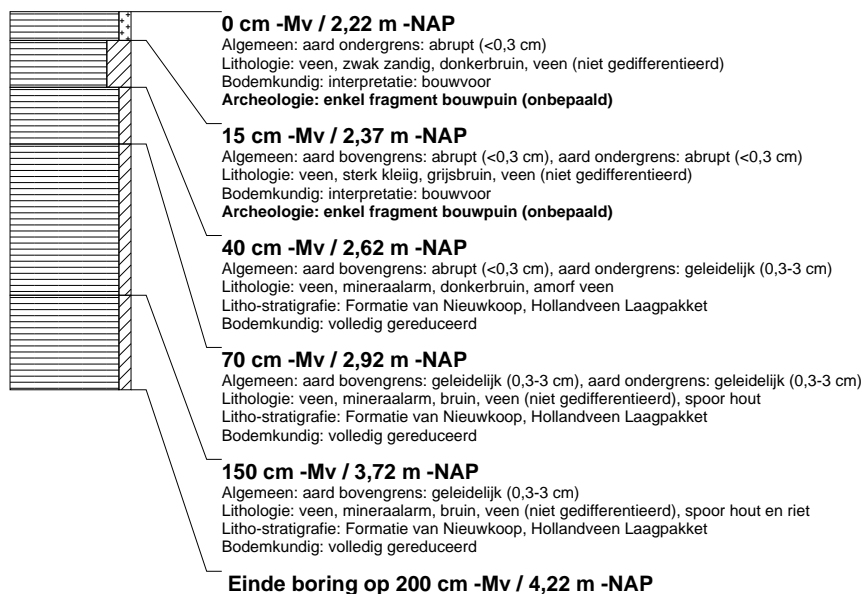 0 cm -Mv / 2,22 m -NAP
Algemeen: aard ondergrens: abrupt (<0,3 cm)
Lithologie: veen, zwak zandig, donkerbruin, veen (niet gedifferentieerd)
Bodemkundig: interpretatie: bouwvoor
Archeologie: enkel fragment bouwpuin (onbepaald)
15 cm -Mv / 2,37 m -NAP
Algemeen: aard bovengrens: abrupt (<0,3 cm), aard ondergrens: abrupt (<0,3 cm)
Lithologie: veen, sterk kleiig, grijsbruin, veen (niet gedifferentieerd)
Bodemkundig: interpretatie: bouwvoor
Archeologie: enkel fragment bouwpuin (onbepaald)
40 cm -Mv / 2,62 m -NAP
Algemeen: aard bovengrens: abrupt (<0,3 cm), aard ondergrens: geleidelijk (0,3-3 cm)
Lithologie: veen, mineraalarm, donkerbruin, amorf veen
Litho-stratigrafie: Formatie van Nieuwkoop, Hollandveen Laagpakket
Bodemkundig: volledig gereduceerd
70 cm -Mv / 2,92 m -NAP
Algemeen: aard bovengrens: geleidelijk (0,3-3 cm), aard ondergrens: geleidelijk (0,3-3 cm)
Lithologie: veen, mineraalarm, bruin, veen (niet gedifferentieerd), spoor hout
Litho-stratigrafie: Formatie van Nieuwkoop, Hollandveen Laagpakket
Bodemkundig: volledig gereduceerd
150 cm -Mv / 3,72 m -NAP
Algemeen: aard bovengrens: geleidelijk (0,3-3 cm)
Lithologie: veen, mineraalarm, bruin, veen (niet gedifferentieerd), spoor hout en riet
Litho-stratigrafie: Formatie van Nieuwkoop, Hollandveen Laagpakket
Bodemkundig: volledig gereduceerd
Einde boring op 200 cm -Mv / 4,22 m -NAP